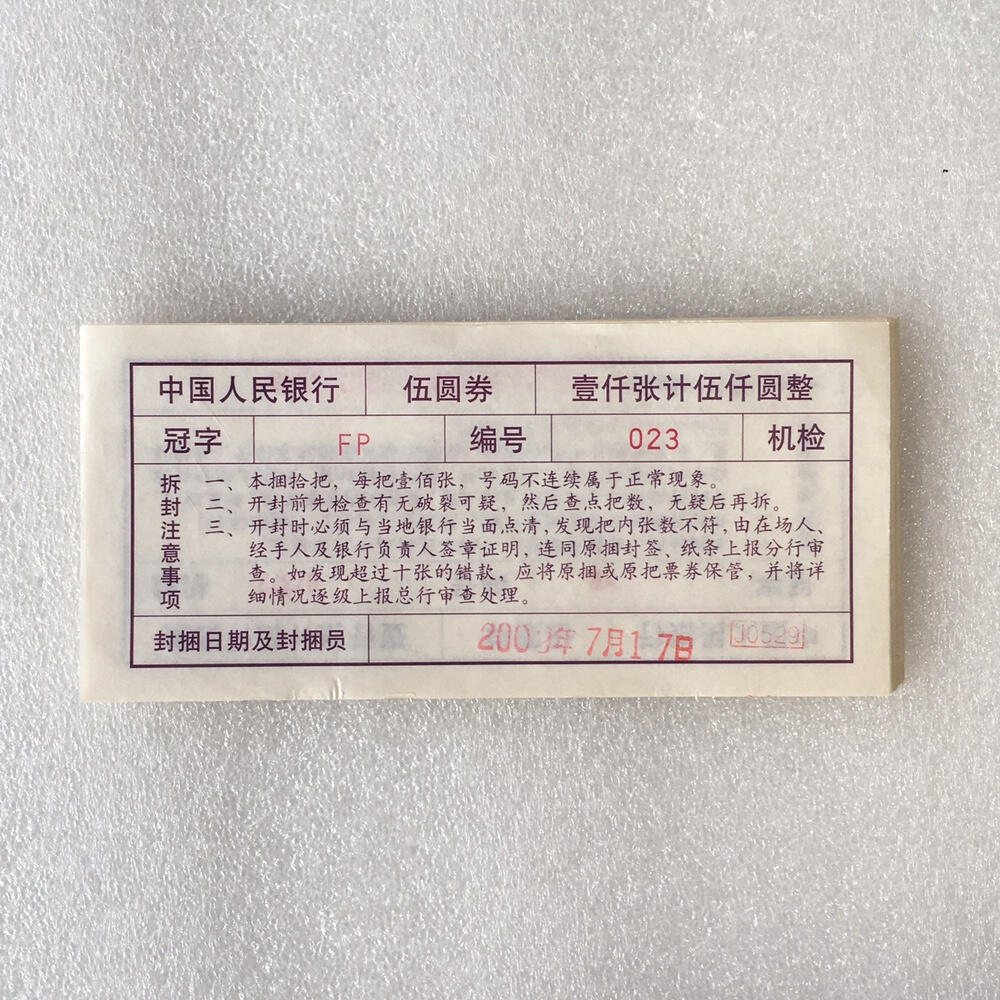 中国人民银行 伍圆券 壹仟张计伍仟圆整
冠字 FP 编号 023 机检
拆封注意事项
一、本捆拾把，每把壹佰张，号码不连续属于正常现象。
二、开封前先检查有无破裂可疑，然后查点把数，无疑后再拆。
三、开封时必须与当地银行当面点清，发现把内张数不符，由在场人、
经手人及银行负责人签章证明，连同原捆封签、纸条上报分行审
查。如发现超过十张的错款，应将原捆或原把票券保管，并将详
细情况逐级上报总行审查处理。
封捆日期及封捆员 年 7月17日 J0529